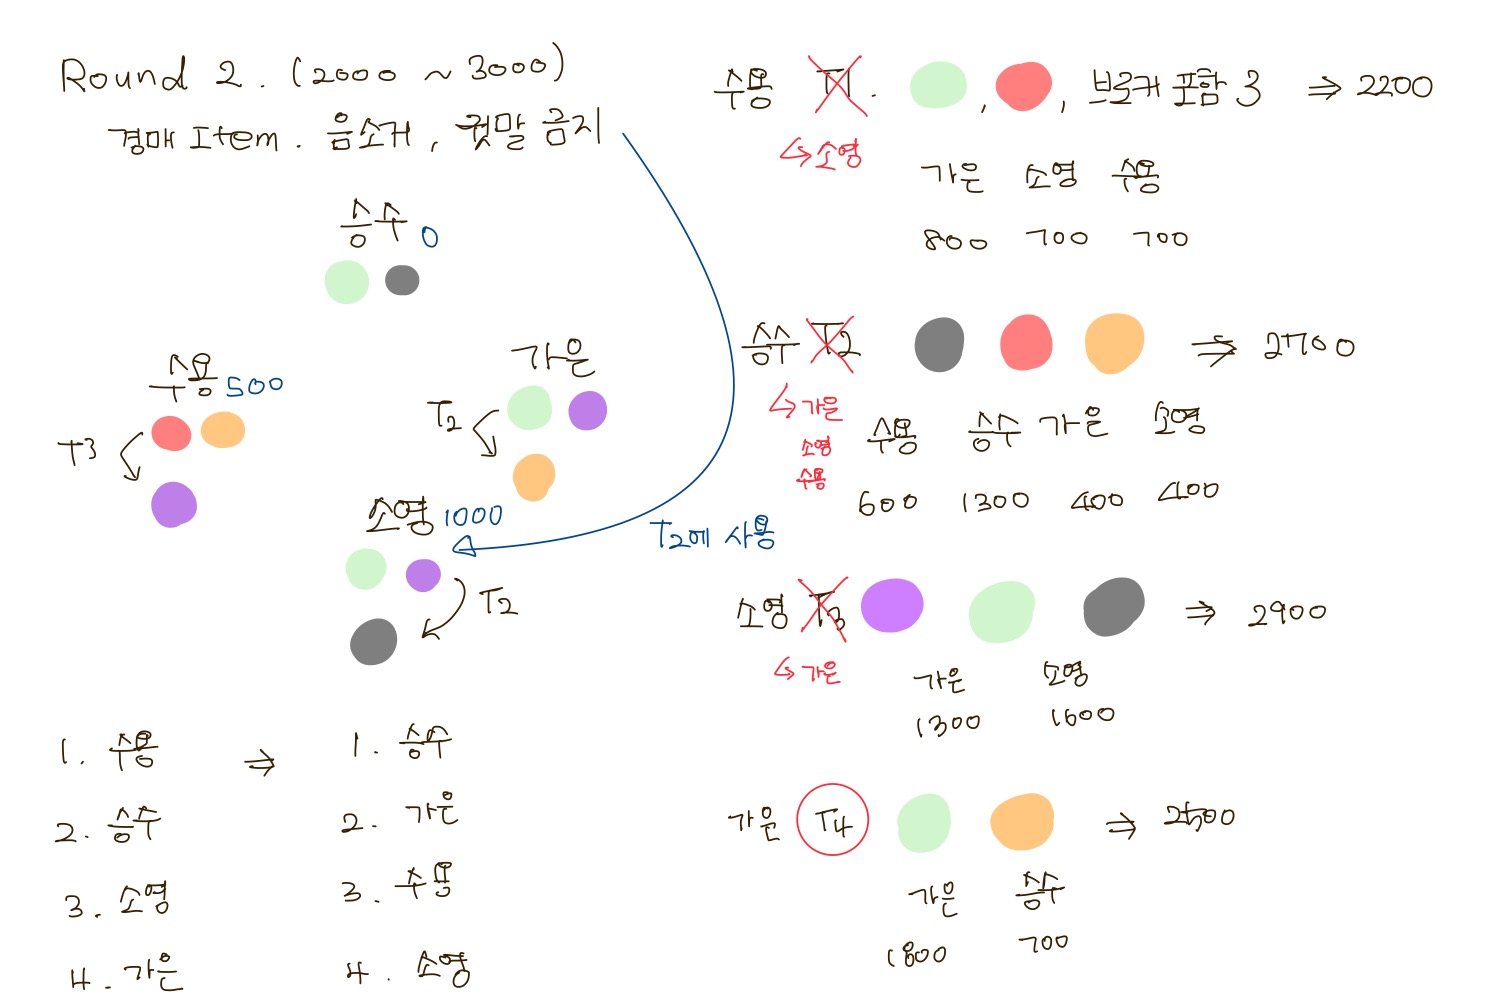 Round 2. (2000 ~ 3000)
경매 Item. 음소거, 귓말 금지
승수 0
수용 500
T3
가은
T2
소영 1000
T2
T2에 사용
1. 수용 ⇒ 1. 승수
2. 승수 2. 가은
3. 소영 3. 수용
4. 가은 4. 소영
수용 T1. , , 브로커 포함 3 ⇒ 2200
↳ 소영
가은 소영 수용
800 700 700
승수 T2 ⇒ 2700
↳ 가은
소영
수용
수용 승수 가은 소영
600 1300 400 400
소영 T3 ⇒ 2900
↳ 가은
가은 소영
1300 1600
가은 T4 ⇒ 2500
가은 승수
1800 700